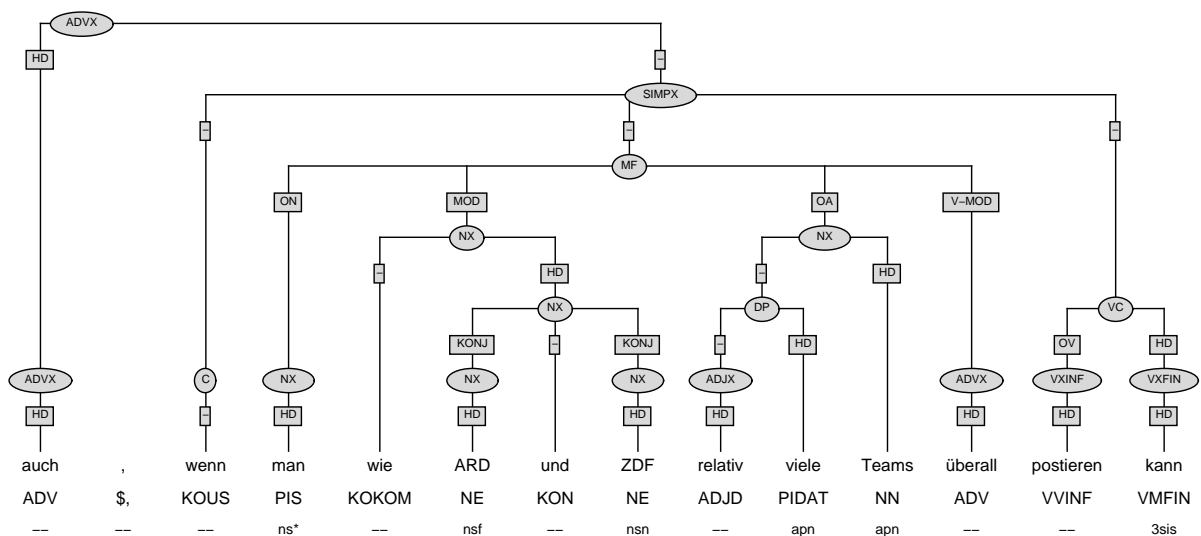 ADVX
HD –
SIMPX
– – –
MF
ON MOD OA V–MOD
NX NX
– HD – HD
NX DP VC
KONJ – KONJ – HD OV HD
ADVX C NX NX NX ADJX ADVX VXINF VXFIN
HD – HD HD HD HD HD HD HD
auch , wenn man wie ARD und ZDF relativ viele Teams überall postieren kann
ADV $, KOUS PIS KOKOM NE KON NE ADJD PIDAT NN ADV VVINF VMFIN
–– –– –– ns* –– nsf –– nsn –– apn apn –– –– 3sis